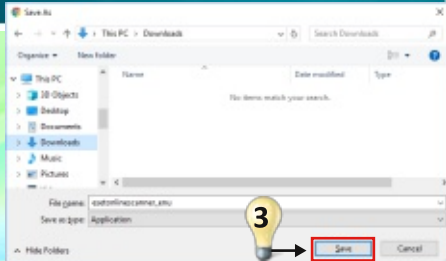 Save As
This PC > Downloads
Search Downloads
Organize
New folder
This PC
Name
Date modified
Type
3D Objects
No items match your search.
Desktop
Documents
Downloads
Music
Pictures
File name: esetonlinescanner_enu
Save as type: Application
3
Hide Folders
Save
Cancel